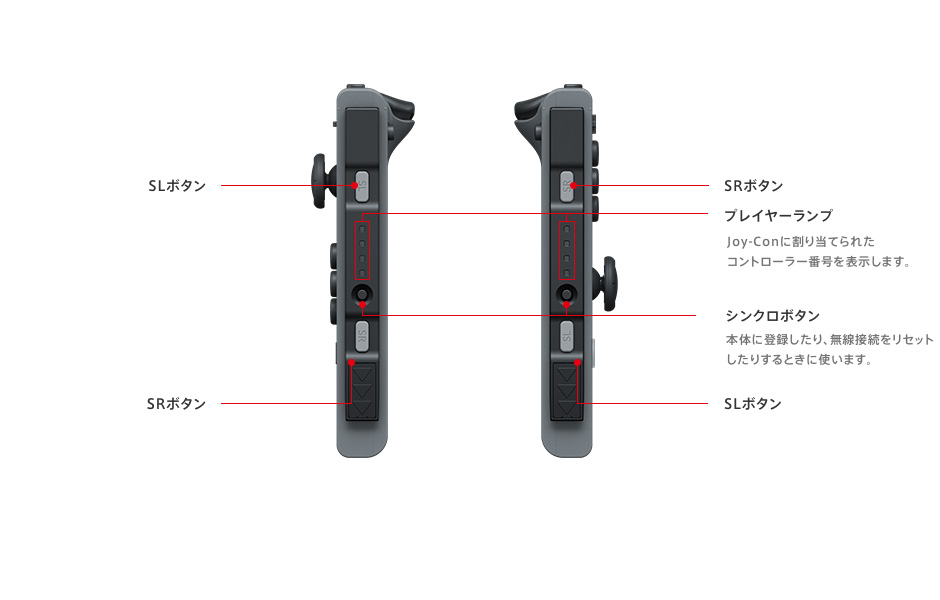 SLボタン
SRボタン
SL
SR
プレイヤーランプ
Joy-Conに割り当てられた
コントローラー番号を表示します。
シンクロボタン
本体に登録したり、無線接続をリセット
したりするときに使います。
SR
SL
SRボタン
SLボタン